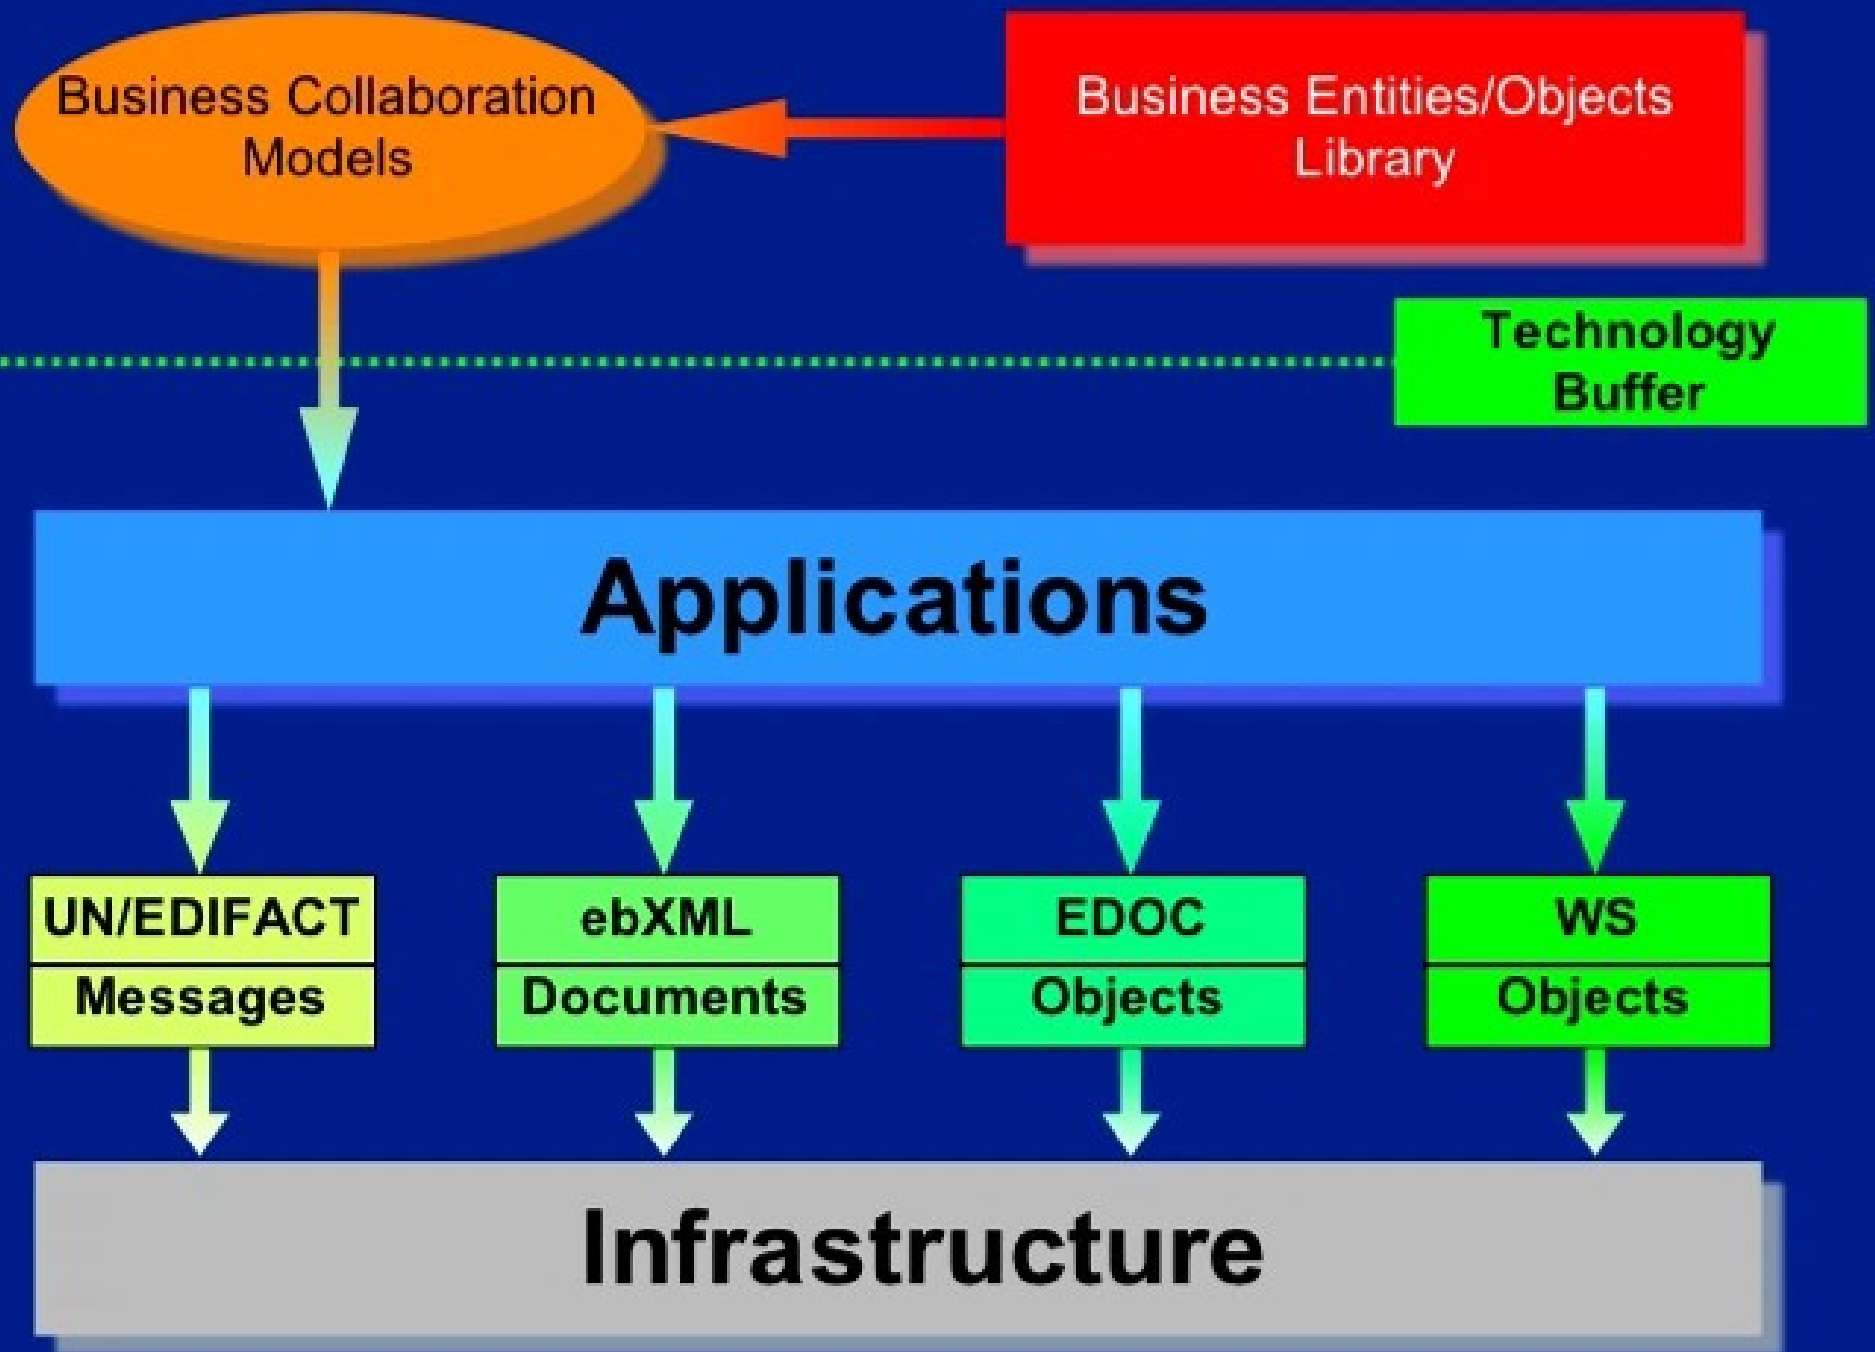 Business Collaboration
Models
Business Entities/Objects
Library
Technology
Buffer
Applications
UN/EDIFACT
Messages
ebXML
Documents
EDOC
Objects
WS
Objects
Infrastructure